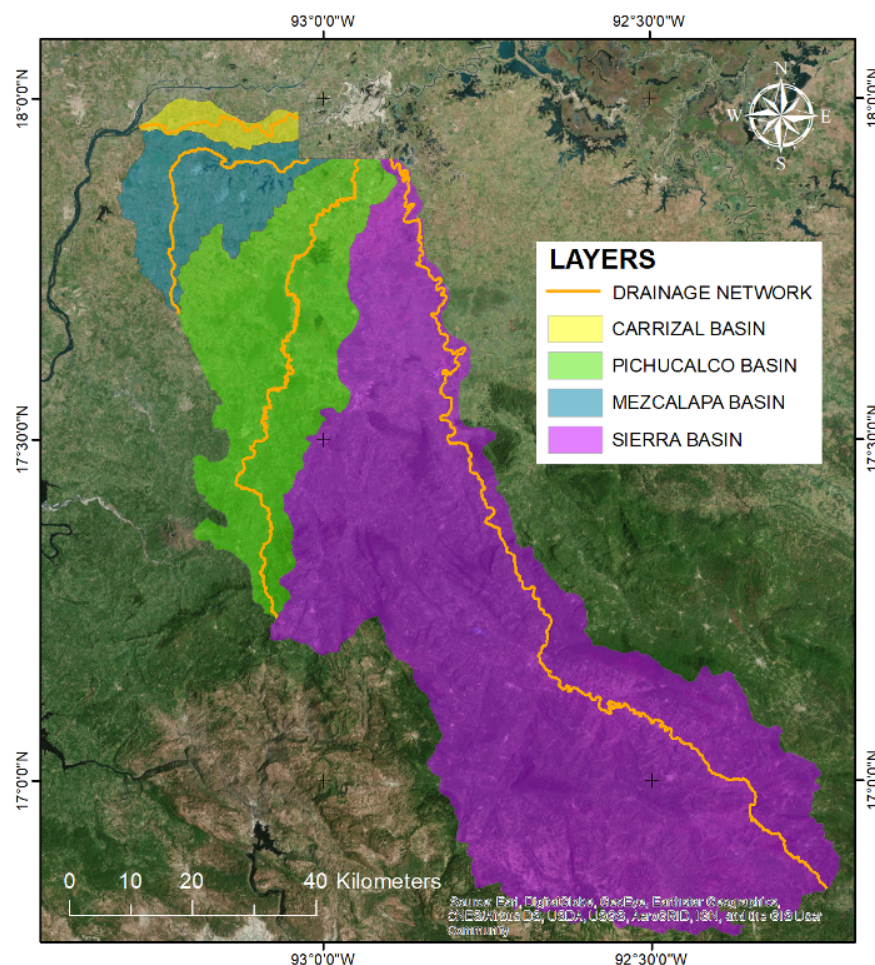 93°0'0"W 92°30'0"W
18°0'0"N 18°0'0"N
N
W E
S
LAYERS
DRAINAGE NETWORK
CARRIZAL BASIN
PICHUCALCO BASIN
MEZCALAPA BASIN
SIERRA BASIN
17°30'0"N 17°30'0"N
17°0'0"N 17°0'0"N
0 10 20 40 Kilometers
Source: Esri, DigitalGlobe, GeoEye, Earthstar Geographics,
CNES/Airbus DS, USDA, USGS, AeroGRID, IGN, and the GIS User
Community
93°0'0"W 92°30'0"W